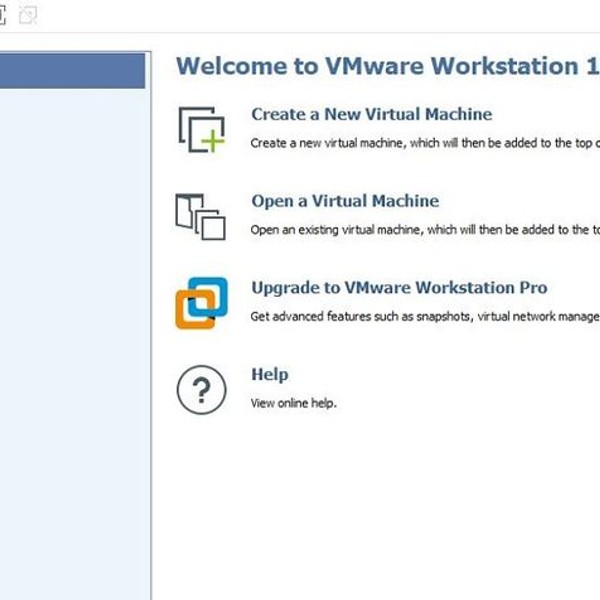 Welcome to VMware Workstation 1
Create a New Virtual Machine
Create a new virtual machine, which will then be added to the top
Open a Virtual Machine
Open an existing virtual machine, which will then be added to the
Upgrade to VMware Workstation Pro
Get advanced features such as snapshots, virtual network
?
Help
View online help.